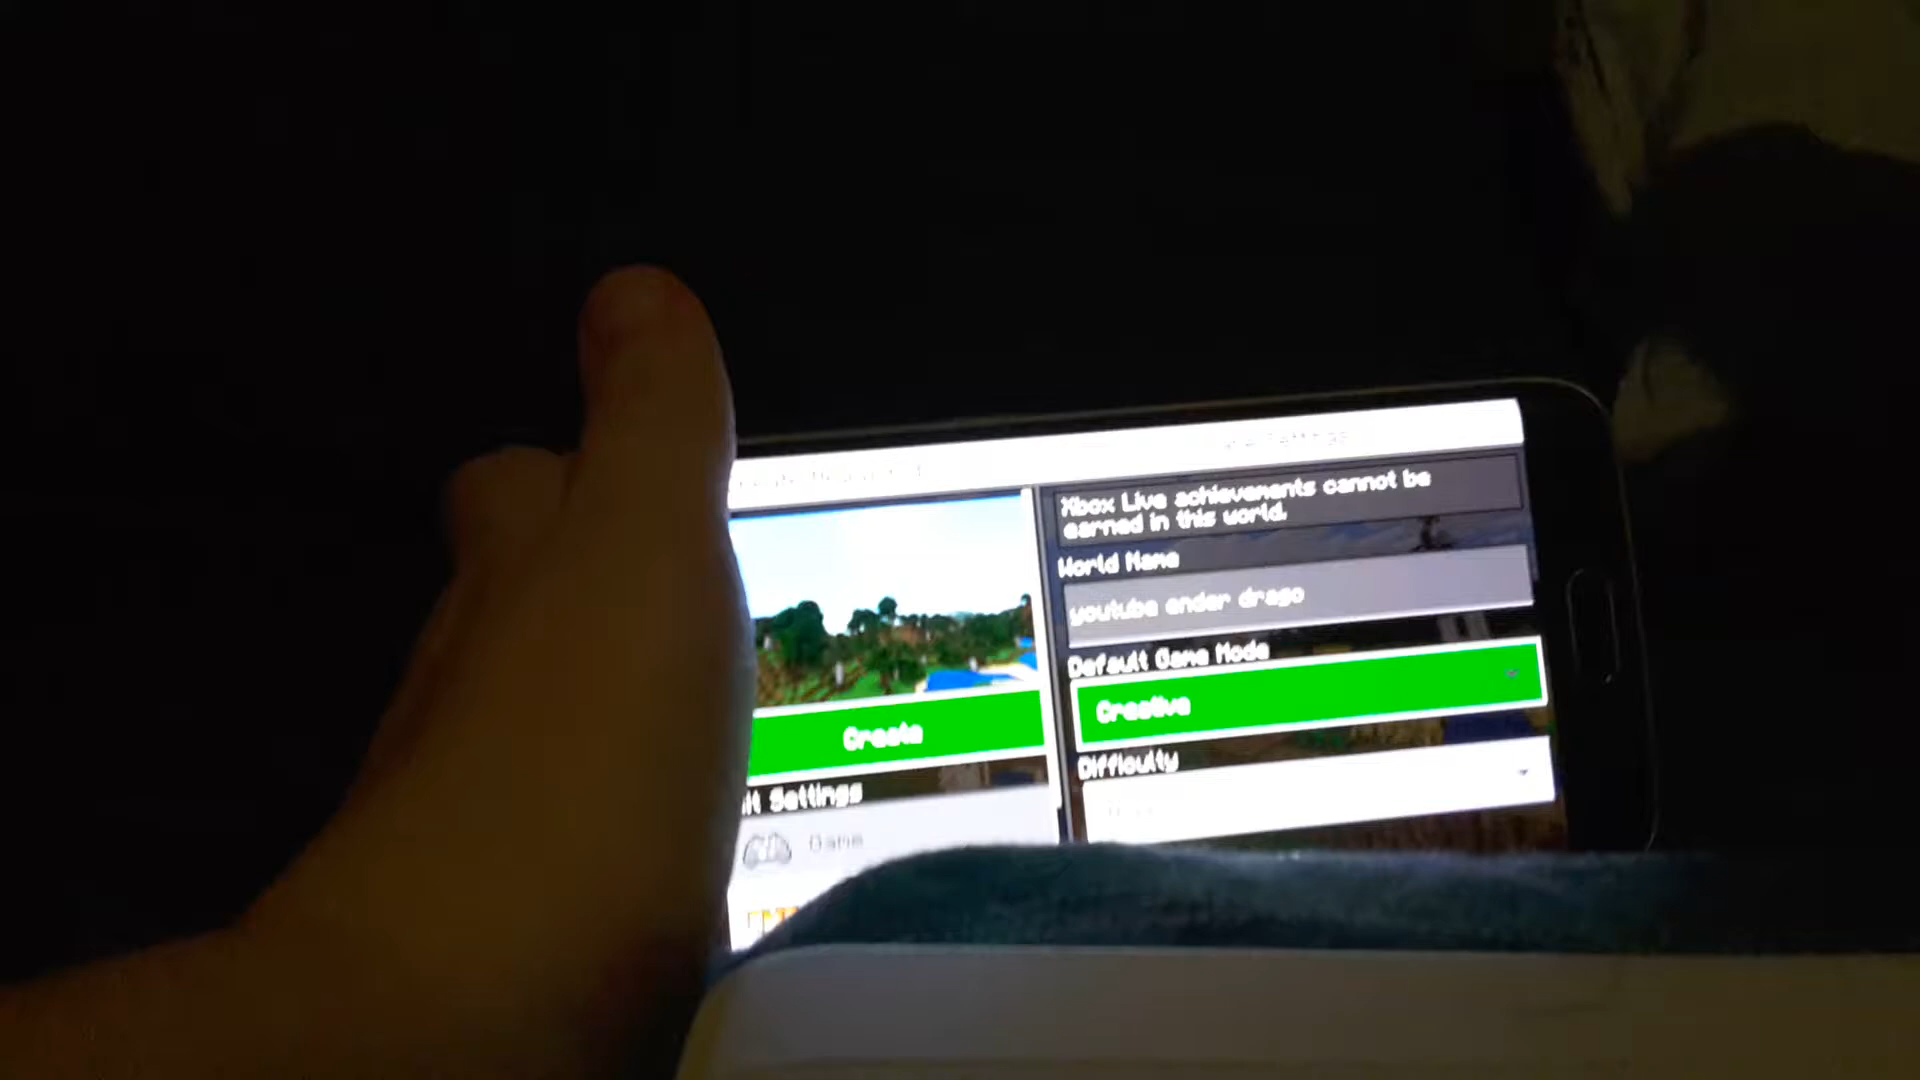 Xbox Live achievements cannot be
earned in this world.
World Name
youtube ender drago
Default Game Mode
Creative
Create
Difficulty
it Settings
Game